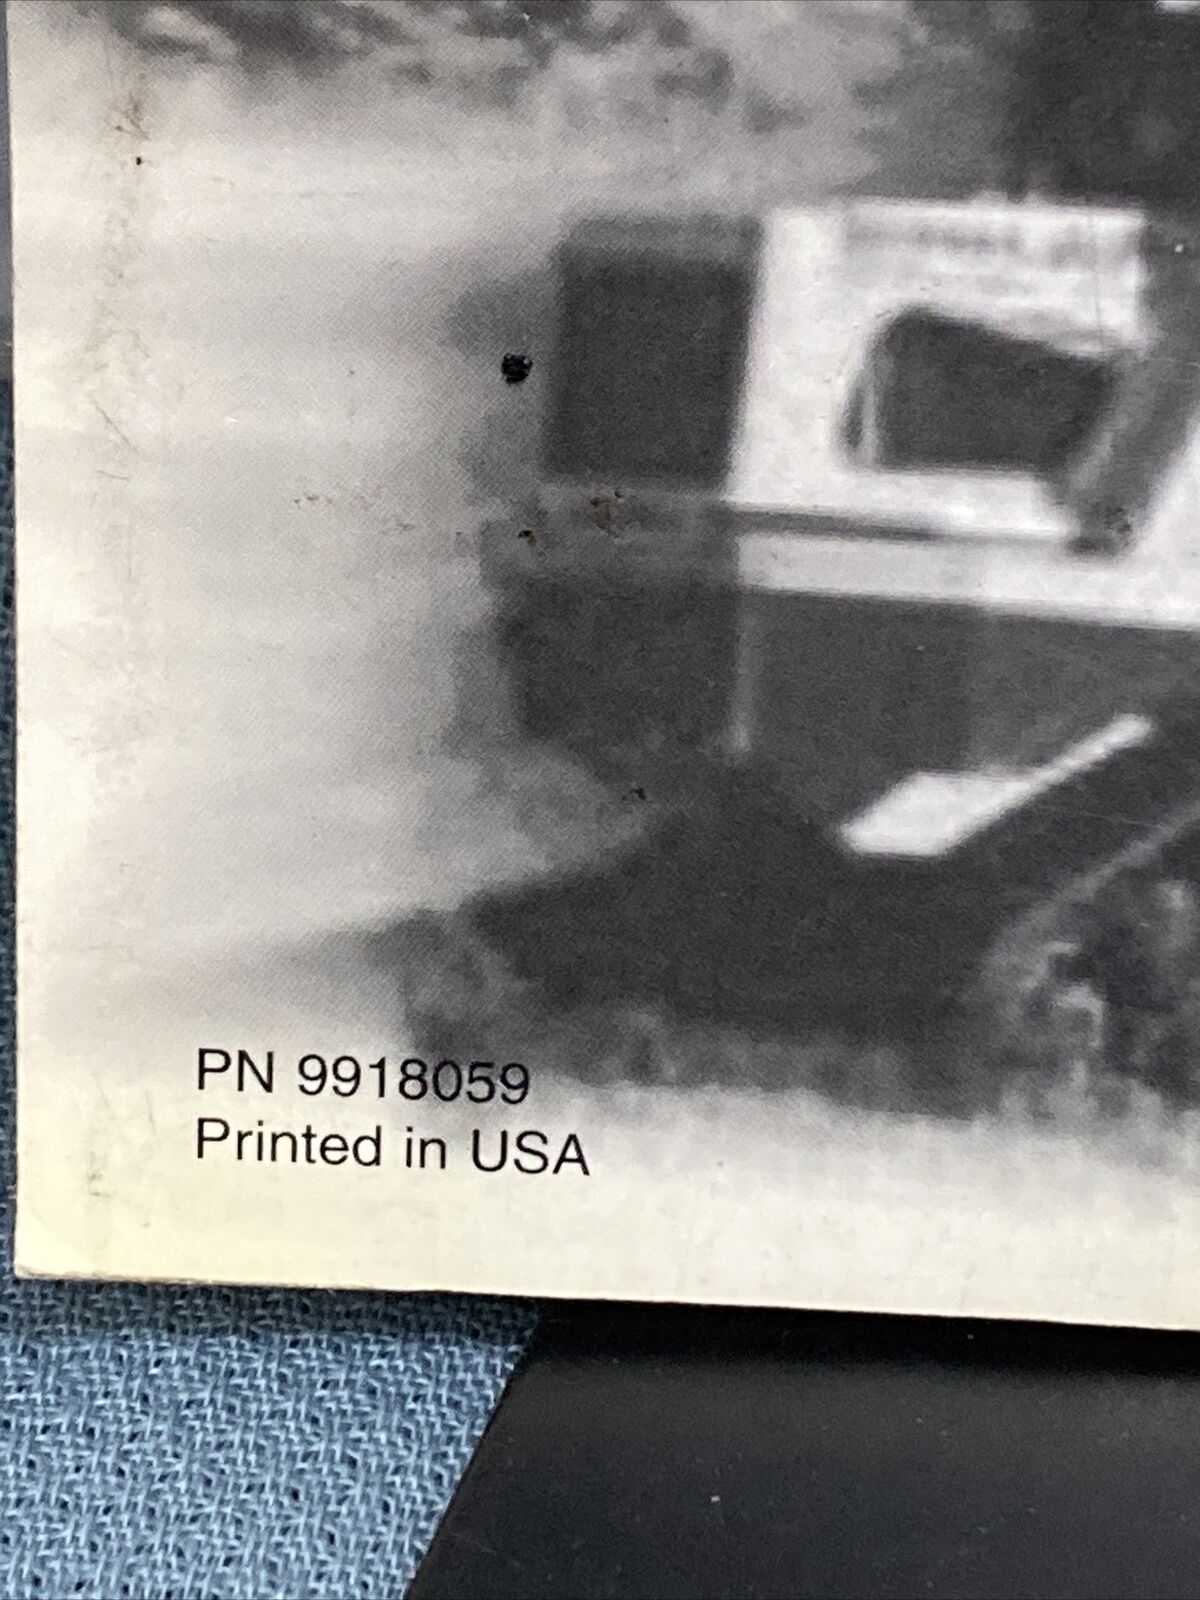 PN 9918059
Printed in USA